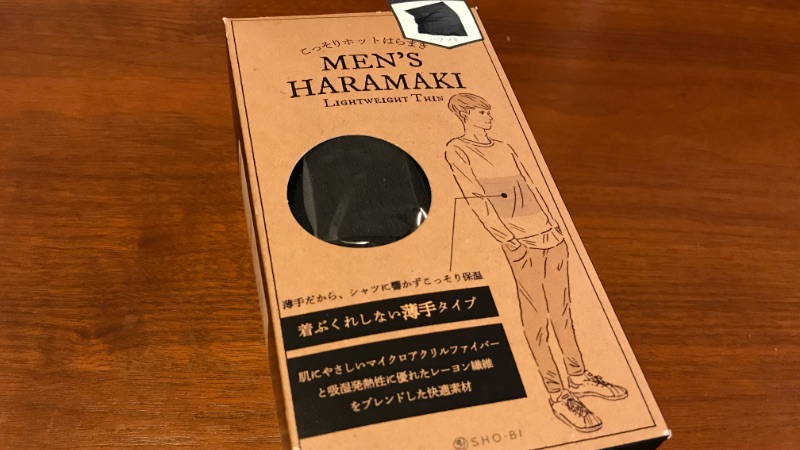 こっそりホットはらまき
MEN'S
HARAMAKI
LIGHTWEIGHT THIN
薄手だから、シャツに響かずこっそり保温
着ぶくれしない薄手タイプ
肌にやさしいマイクロアクリルファイバー
と吸湿発熱性に優れたレーヨン繊維
をブレンドした快適素材
SHO-BI